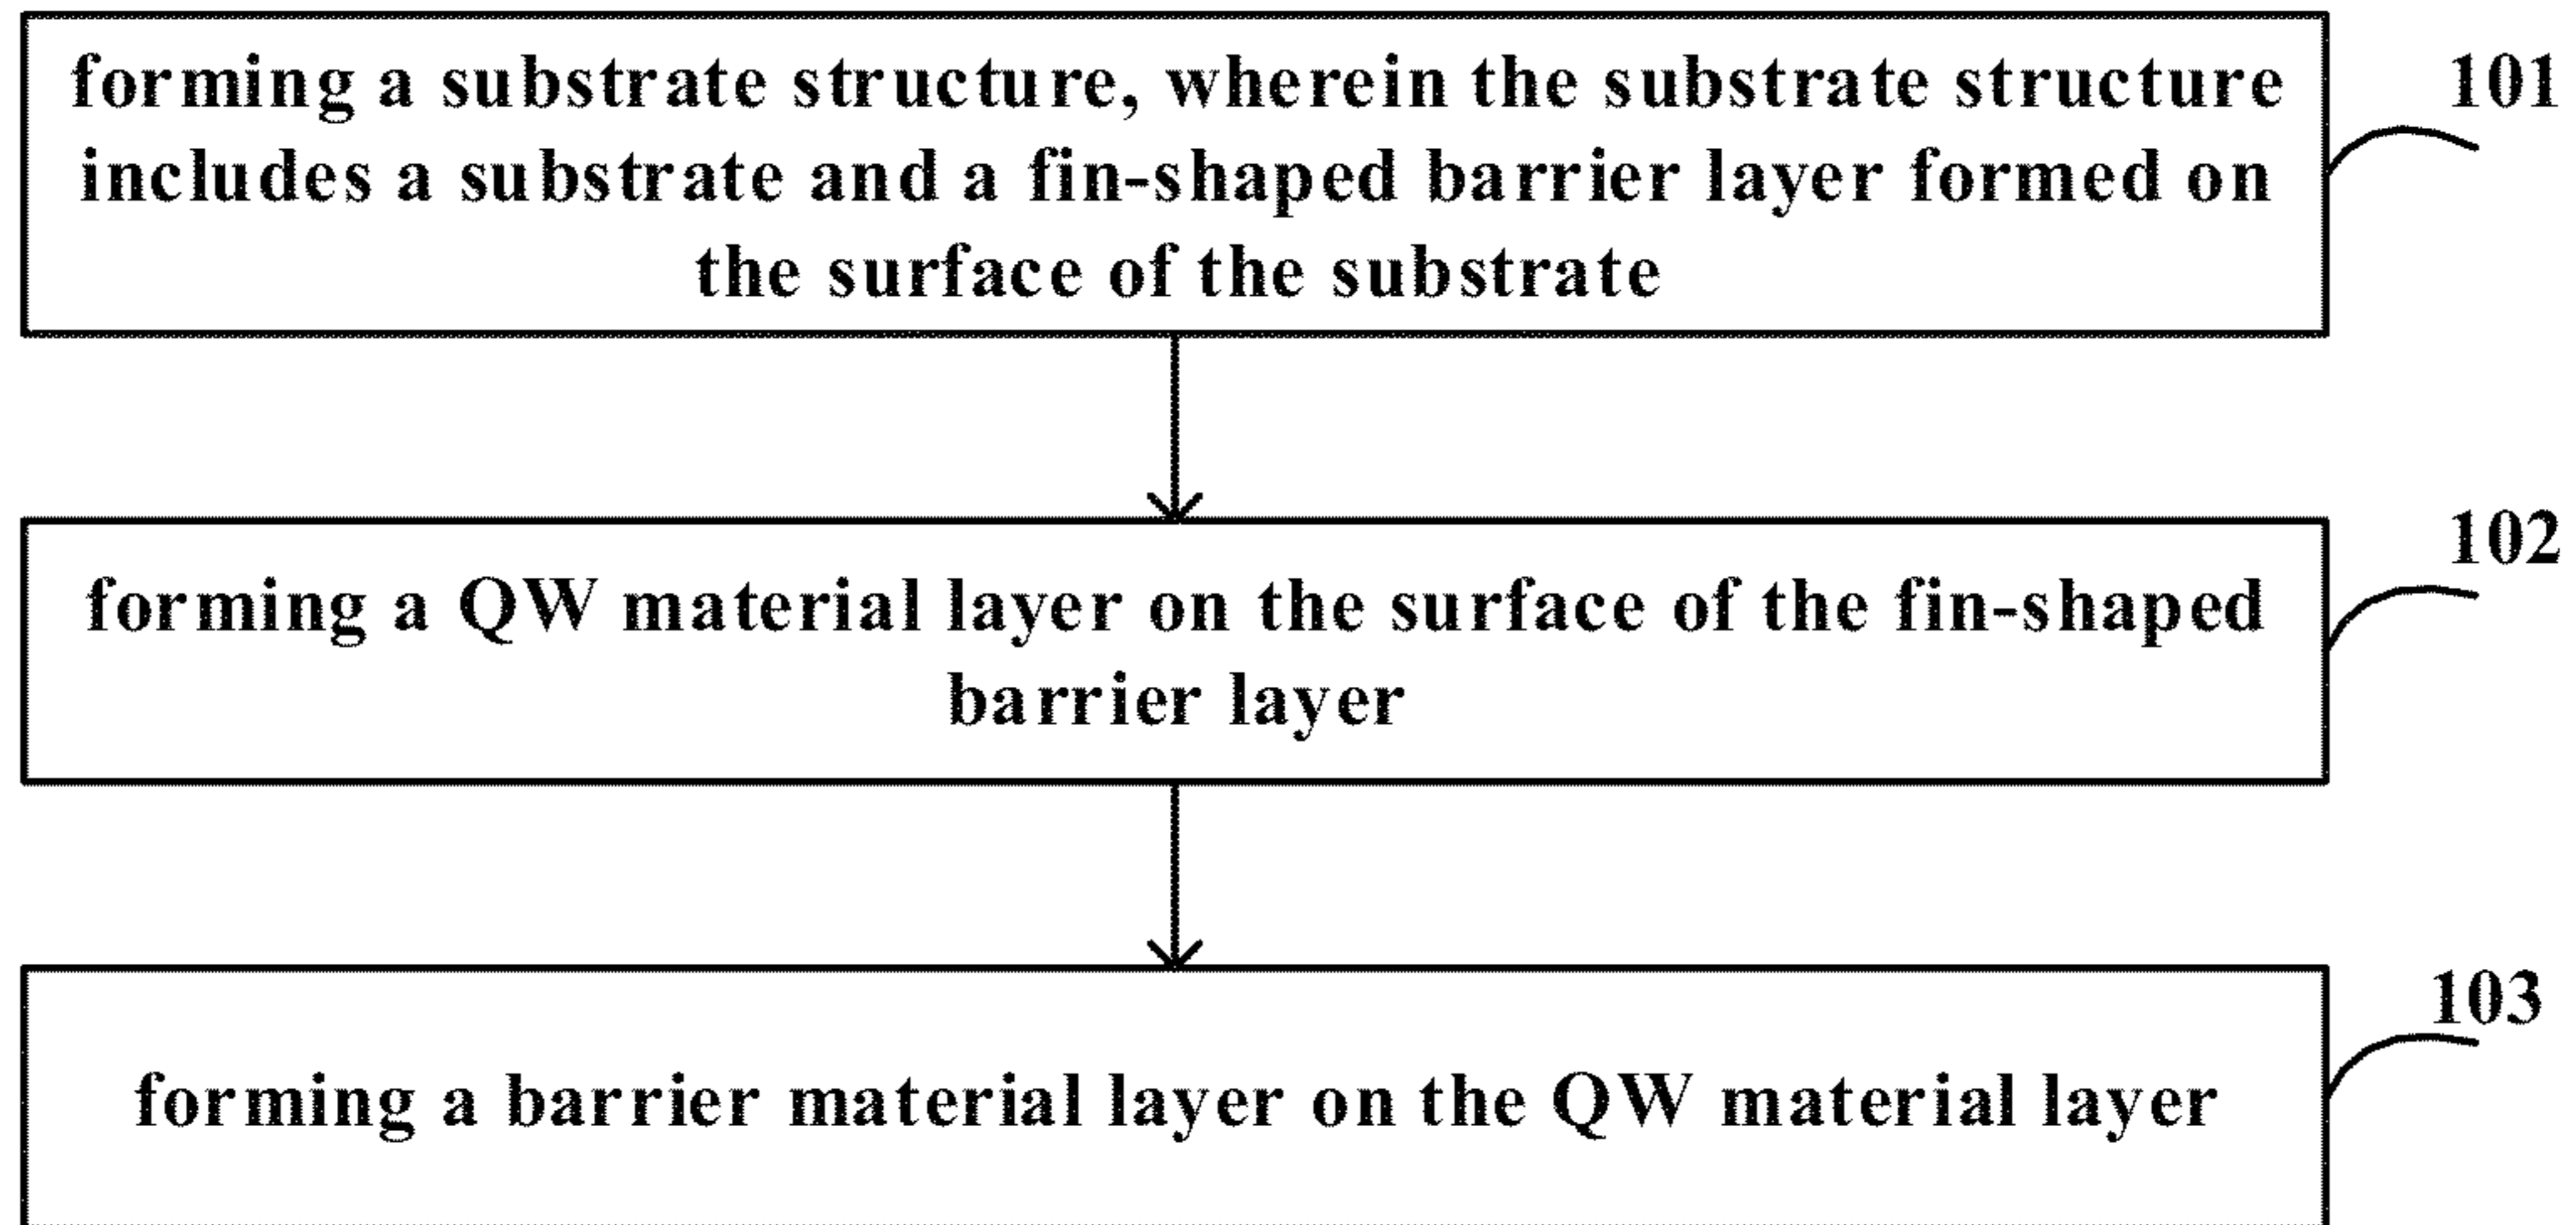 forming a substrate structure, wherein the substrate structure
101
includes a substrate and a fin-shaped barrier layer formed on
the surface of the substrate
102
forming a QW material layer on the surface of the fin-shaped
barrier layer
103
forming a barrier material layer on the QW material layer